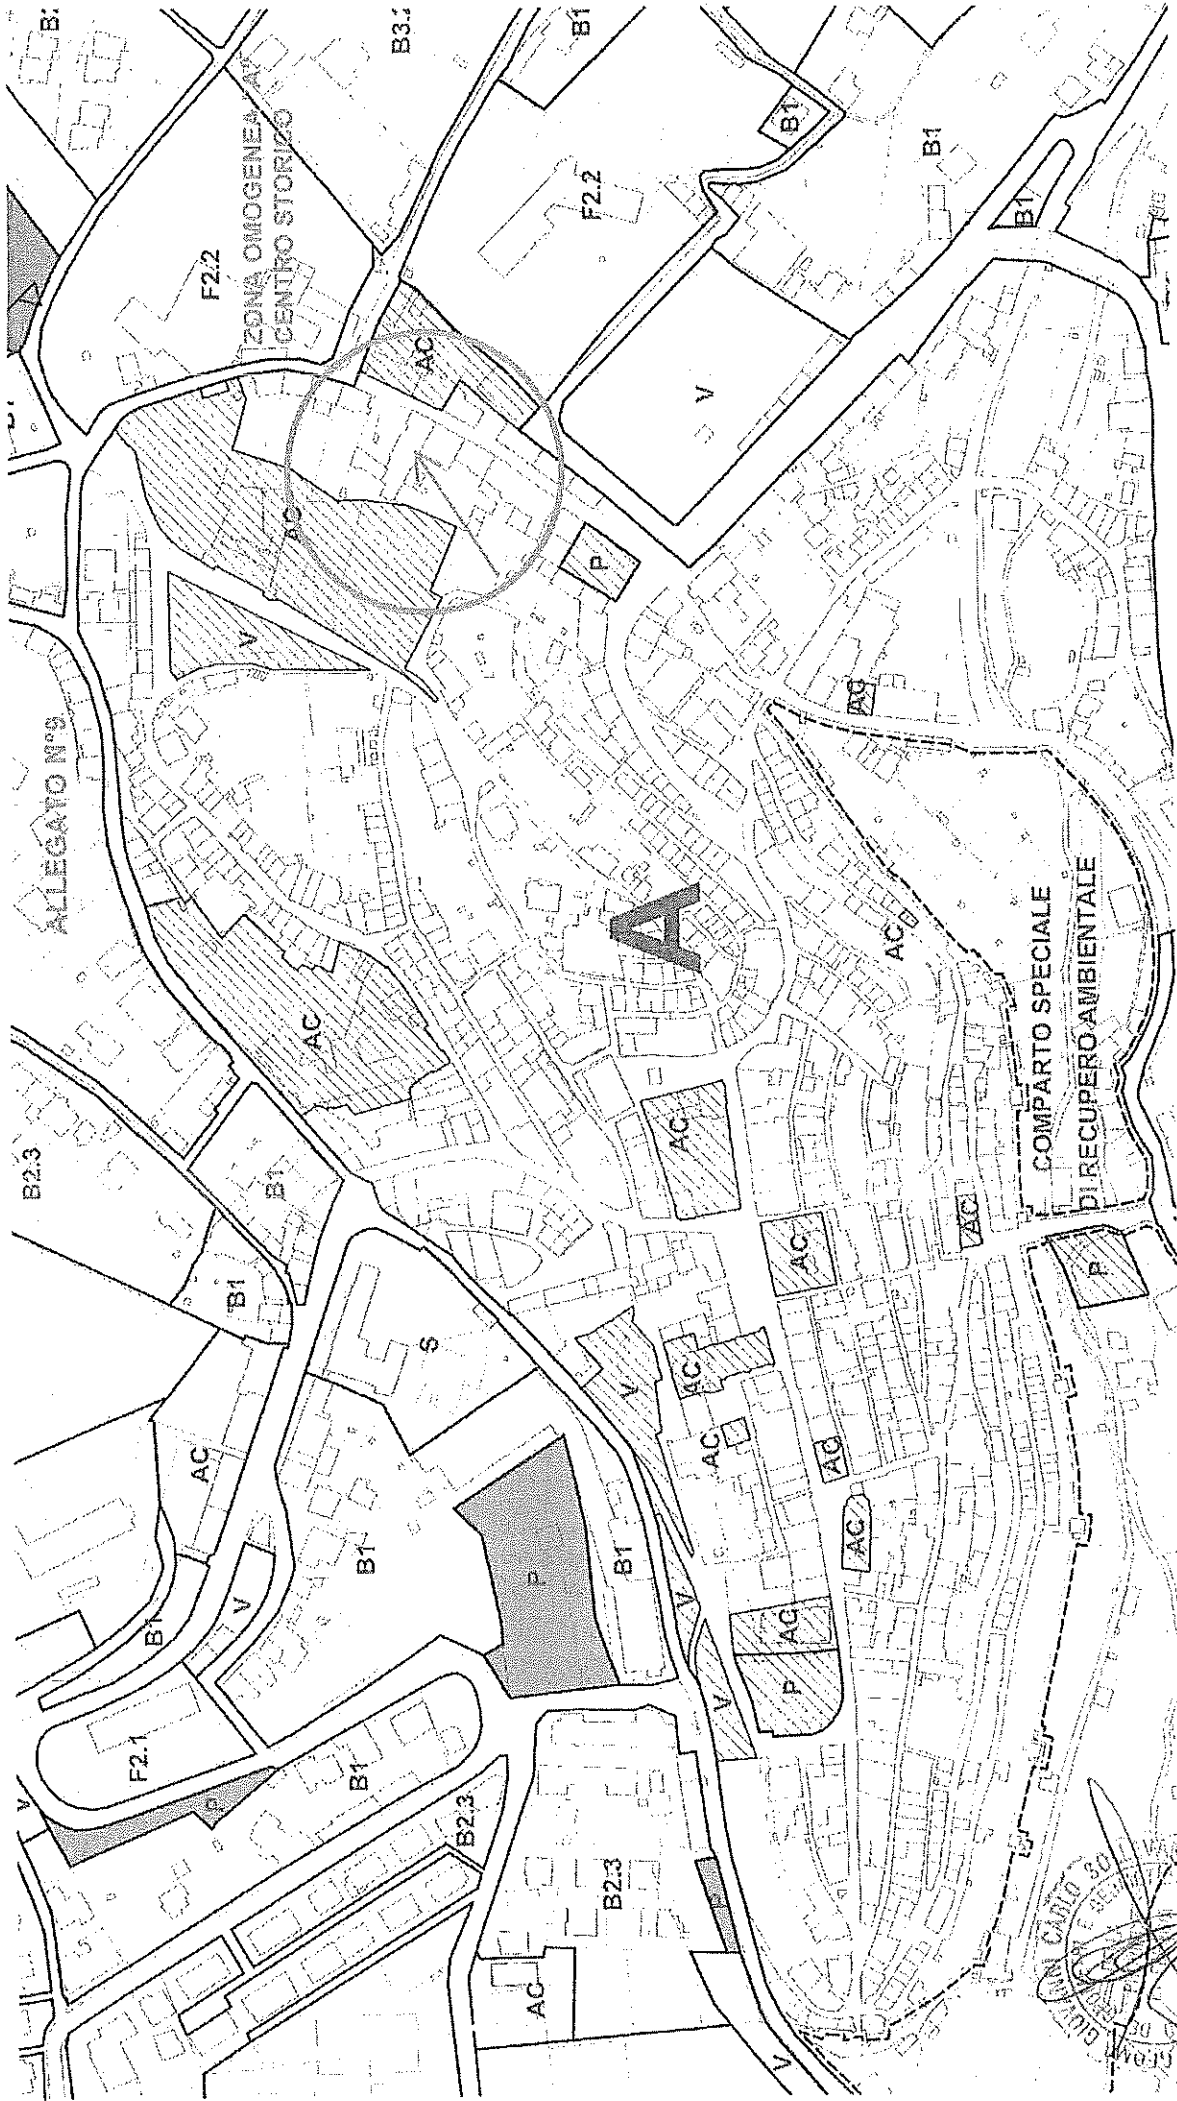 ALLEGATO N°9
ZONA OMOGENEA "A"
CENTRO STORICO
A
COMPARTO SPECIALE
DI RECUPERO AMBIENTALE
B3.
B1
F2.2
F2.2
B1
B1
B1
AC
AC
V
V
P
AC
AC
AC
B2.3
B1
B1
AC
AC
AC
P
S
V
AC
AC
AC
AC
AC
P
V
V
B1
P
B1
AC
V
B1
F2.1
P
B1
B2.3
B2.3
P
AC
V
V
GIOVANNI CARLO